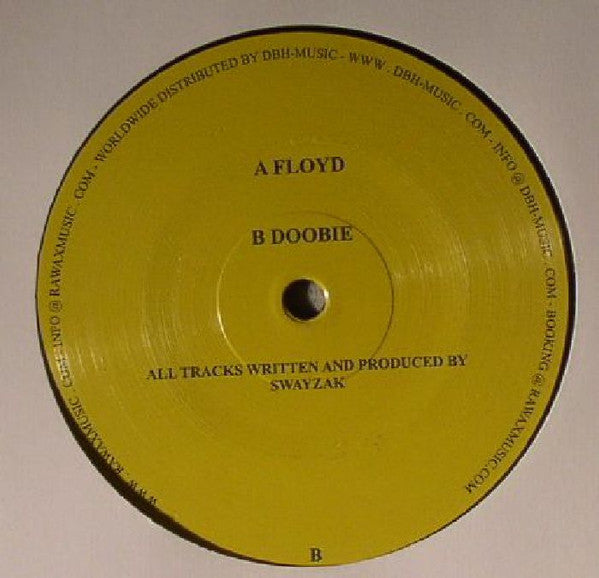 WWW . RAWAXMUSIC . COM - INFO @ RAWAXMUSIC . COM - WORLDWIDE DISTRIBUTED BY DBH-MUSIC - WWW . DBH-MUSIC . COM - INFO @ DBH-MUSIC . COM - BOOKING @ RAWAXMUSIC.COM
A FLOYD
B DOOBIE
ALL TRACKS WRITTEN AND PRODUCED BY
SWAYZAK
B